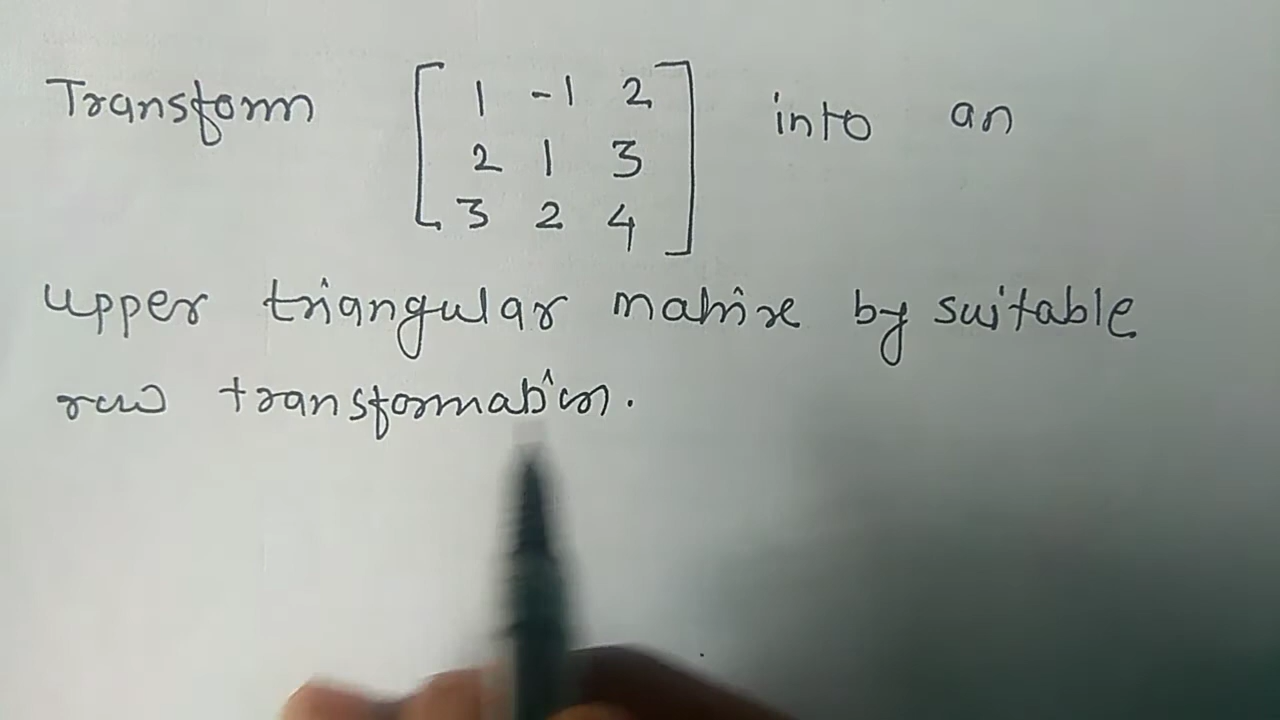 Transform [ 1 -1 2 ] into an
2 1 3
3 2 4
upper triangular matrix by suitable
row transformation.